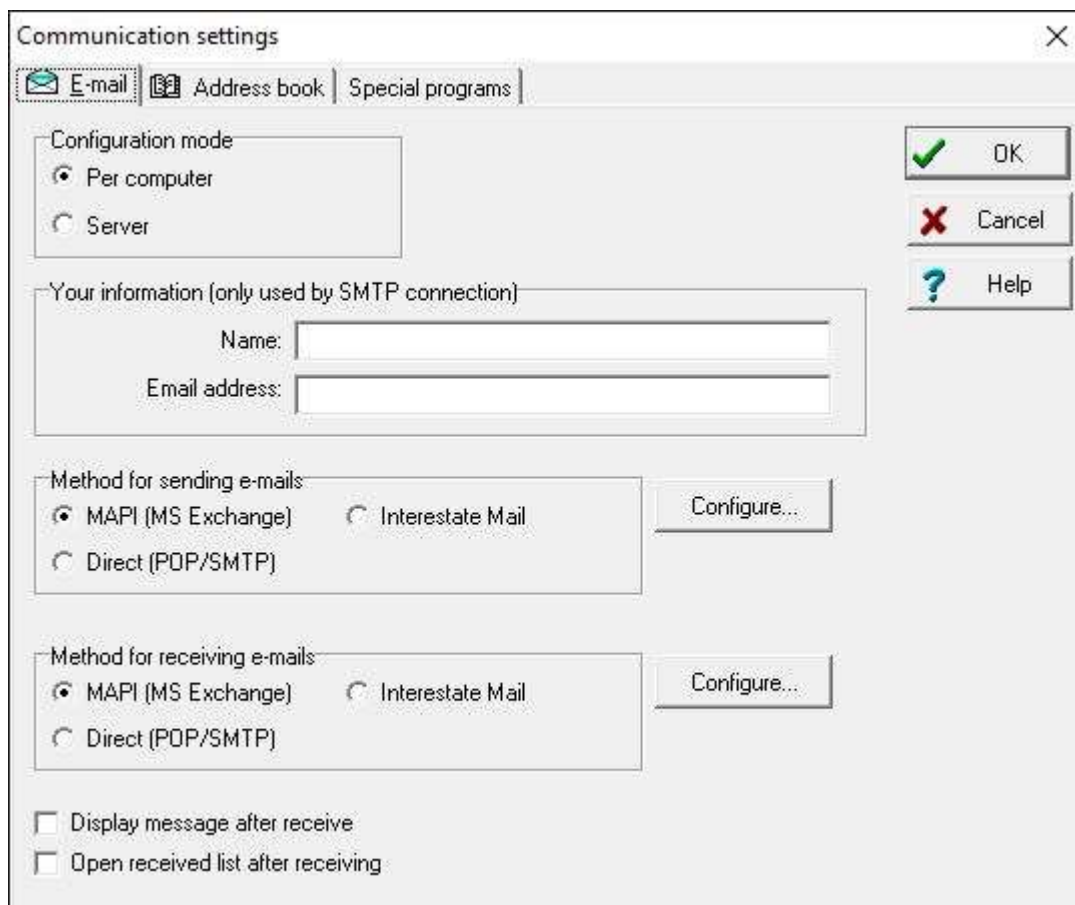 Communication settings
E-mail Address book Special programs
Configuration mode
Per computer
Server
OK
Cancel
Help
Your information (only used by SMTP connection)
Name:
Email address:
Method for sending e-mails
MAPI (MS Exchange) Interestate Mail
Direct (POP/SMTP)
Configure...
Method for receiving e-mails
MAPI (MS Exchange) Interestate Mail
Direct (POP/SMTP)
Configure...
Display message after receive
Open received list after receiving